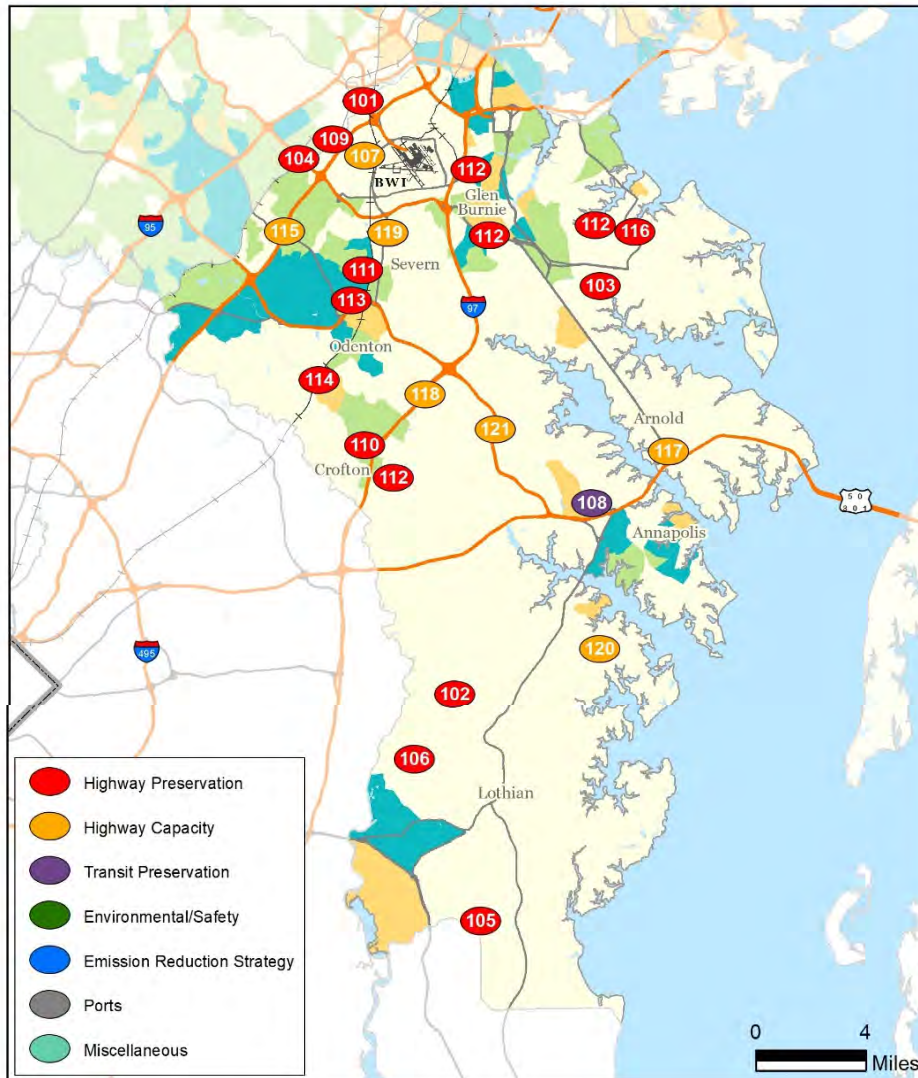 101
109
104
107
112
BWI
Glen
Burnie
95
115
119
112
112
116
111
Severn
103
113
97
Odenton
114
118
121
Arnold
110
117
Crofton
112
108
50
301
Annapolis
495
120
102
106
Lothian
105
Highway Preservation
Highway Capacity
Transit Preservation
Environmental/Safety
Emission Reduction Strategy
Ports
Miscellaneous
0 4
Miles